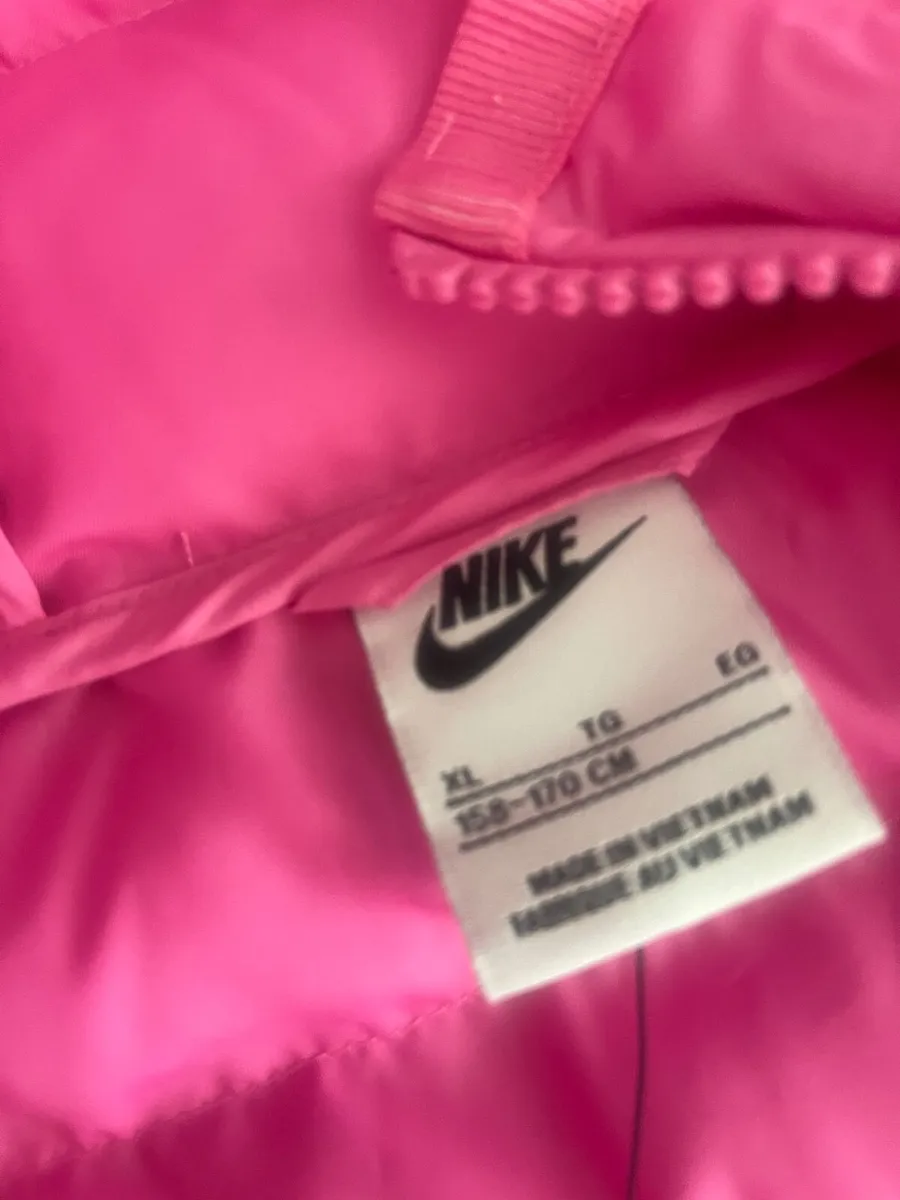 NIKE
XL TG EG
158-170 CM
MADE IN VIETNAM
FABRIQUE AU VIETNAM